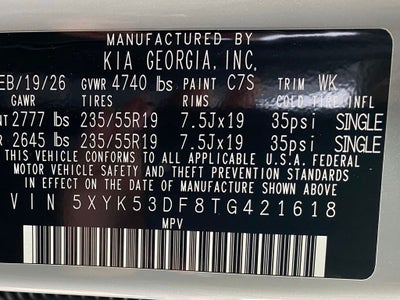 MANUFACTURED BY
KIA GEORGIA, INC.
EB/19/26 GVWR 4740 lbs PAINT C7S TRIM WK
GAWR TIRES RIMS COLD TIRE INFL
2777 lbs 235/55R19 7.5Jx19 35psi SINGLE
2645 lbs 235/55R19 7.5Jx19 35psi SINGLE
THIS VEHICLE CONFORMS TO ALL APPLICABLE U.S.A. FEDERAL
MOTOR VEHICLE SAFETY AND THEFT PREVENTION STANDARDS
IN EFFECT ON THE DATE OF MANUFACTURE SHOWN ABOVE
VIN 5XYK53DF8TG421618
MPV